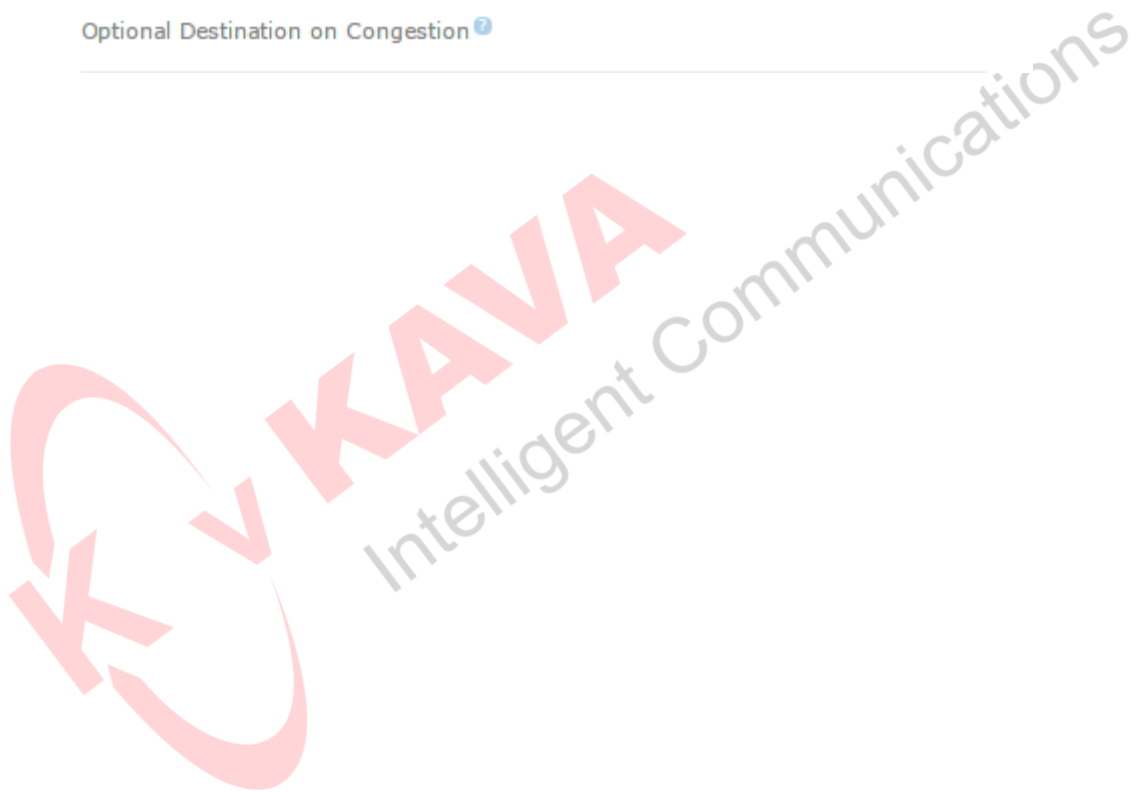 Optional Destination on Congestion ?
KAVA
Intelligent Communications
K v